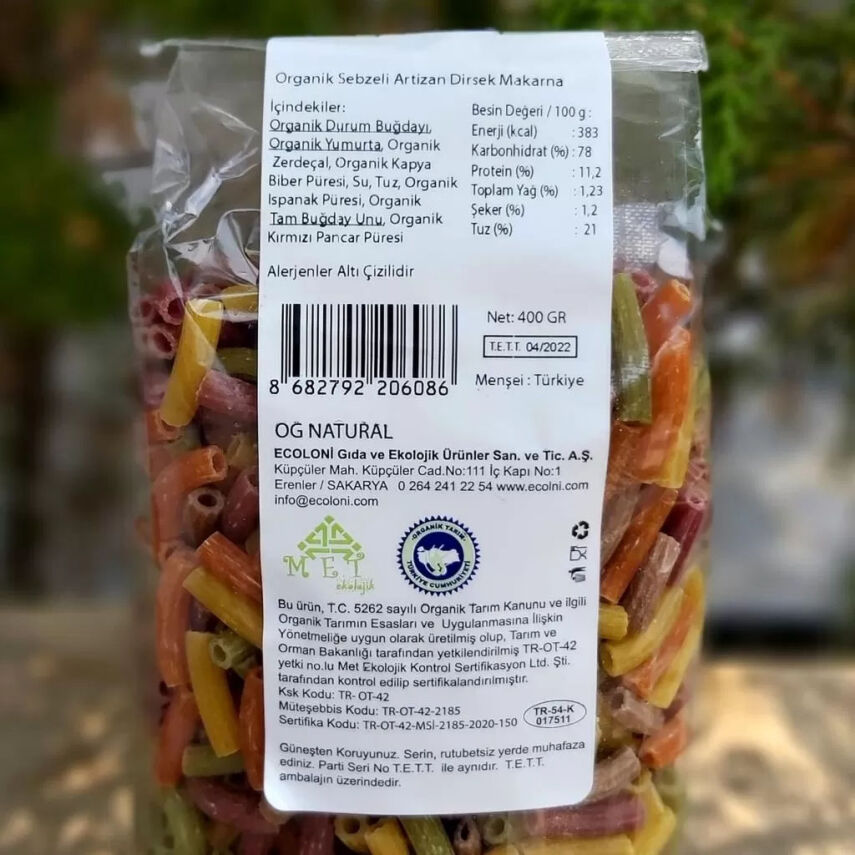 Organik Sebzeli Artizan Dirsek Makarna
İçindekiler:
Organik Durum Buğdayı,
Organik Yumurta, Organik
Zerdeçal, Organik Kapya
Biber Püresi, Su, Tuz, Organik
Ispanak Püresi, Organik
Tam Buğday Unu, Organik
Kırmızı Pancar Püresi
Besin Değeri / 100 g :
Enerji (kcal) : 383
Karbonhidrat (%) : 78
Protein (%) : 11,2
Toplam Yağ (%) : 1,23
Şeker (%) : 1,2
Tuz (%) : 21
Alerjenler Altı Çizilidir
8 682792 206086
Net: 400 GR
T.E.T.T. 04/2022
Menşei : Türkiye
OG NATURAL
ECOLONİ Gıda ve Ekolojik Ürünler San. ve Tic. A.Ş.
Küpçüler Mah. Küpçüler Cad.No:111 İç Kapı No:1
Erenler / SAKARYA 0 264 241 22 54 www.ecolni.com
info@ecoloni.com
MET
ekolojik
ORGANİK TARIM
TÜRKİYE CUMHURİYETİ
Bu ürün, T.C. 5262 sayılı Organik Tarım Kanunu ve ilgili
Organik Tarımın Esasları ve Uygulanmasına İlişkin
Yönetmeliğe uygun olarak üretilmiş olup, Tarım ve
Orman Bakanlığı tarafından yetkilendirilmiş TR-OT-42
yetki no.lu Met Ekolojik Kontrol Sertifikasyon Ltd. Şti.
tarafından kontrol edilip sertifikalandırılmıştır.
Ksk Kodu: TR- OT-42
Müteşebbis Kodu: TR-OT-42-2185
Sertifika Kodu: TR-OT-42-MSİ-2185-2020-150
TR-54-K
017511
Güneşten Koruyunuz. Serin, rutubetsiz yerde muhafaza
ediniz. Parti Seri No T.E.T.T. ile aynıdır. T.E.T.T.
ambalajın üzerindedir.